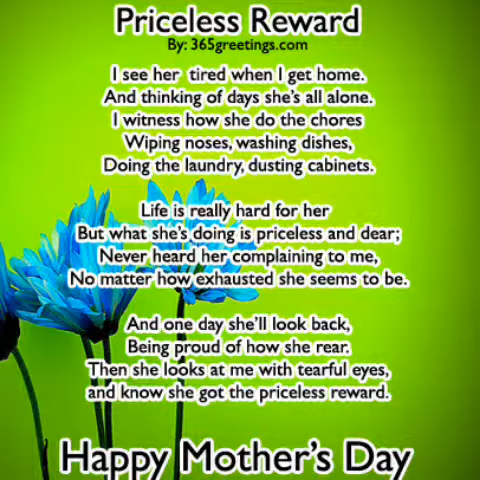 Priceless Reward
By: 365greetings.com
I see her tired when I get home.
And thinking of days she's all alone.
I witness how she do the chores
Wiping noses, washing dishes,
Doing the laundry, dusting cabinets.
Life is really hard for her
But what she's doing is priceless and dear;
Never heard her complaining to me,
No matter how exhausted she seems to be.
And one day she'll look back,
Being proud of how she rear.
Then she looks at me with tearful eyes,
and know she got the priceless reward.
Happy Mother's Day